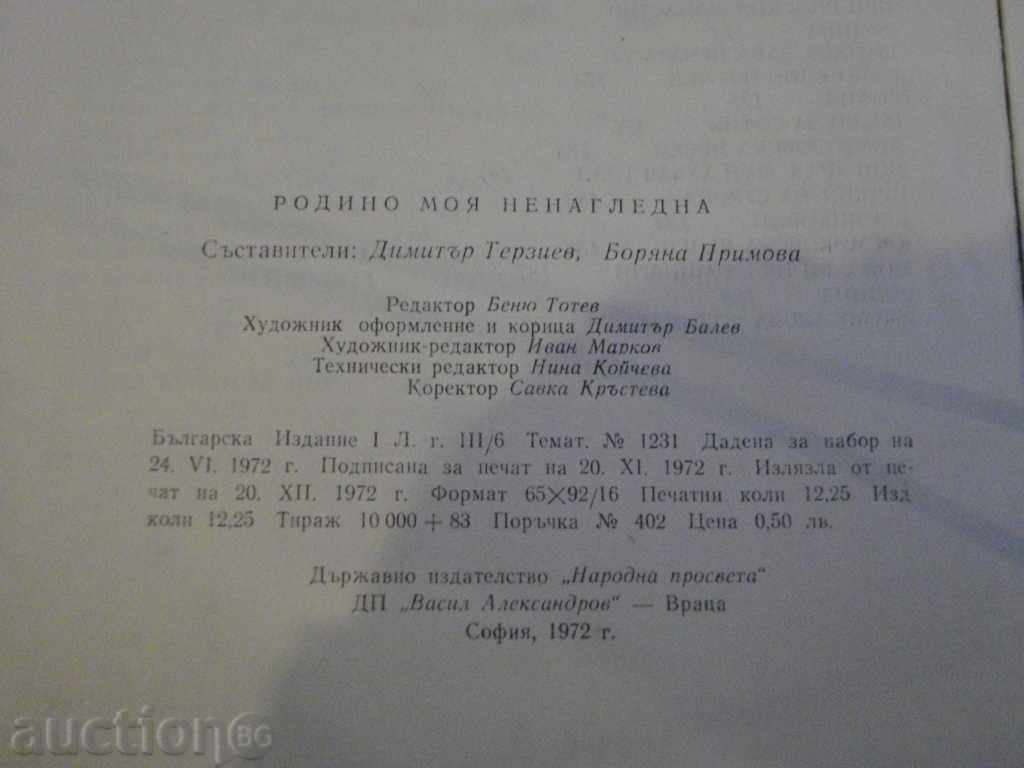 РОДИНО МОЯ НЕНАГЛЕДНА
Съставители: Димитър Терзиев, Боряна Примова
Редактор Беню Тотев
Художник оформление и корица Димитър Балев
Художник-редактор Иван Марков
Технически редактор Нина Койчева
Коректор Савка Кръстева
Българска Издание I Л. г. III/6 Темат. № 1231 Дадена за набор на
24. VI. 1972 г. Подписана за печат на 20. XI. 1972 г. Излязла от пе-
чат на 20. XII. 1972 г. Формат 65×92/16 Печатни коли 12,25 Изд
коли 12,25 Тираж 10 000 + 83 Поръчка № 402 Цена 0,50 лв.
Държавно издателство „Народна просвета“
ДП „Васил Александров“ — Враца
София, 1972 г.
auction BG